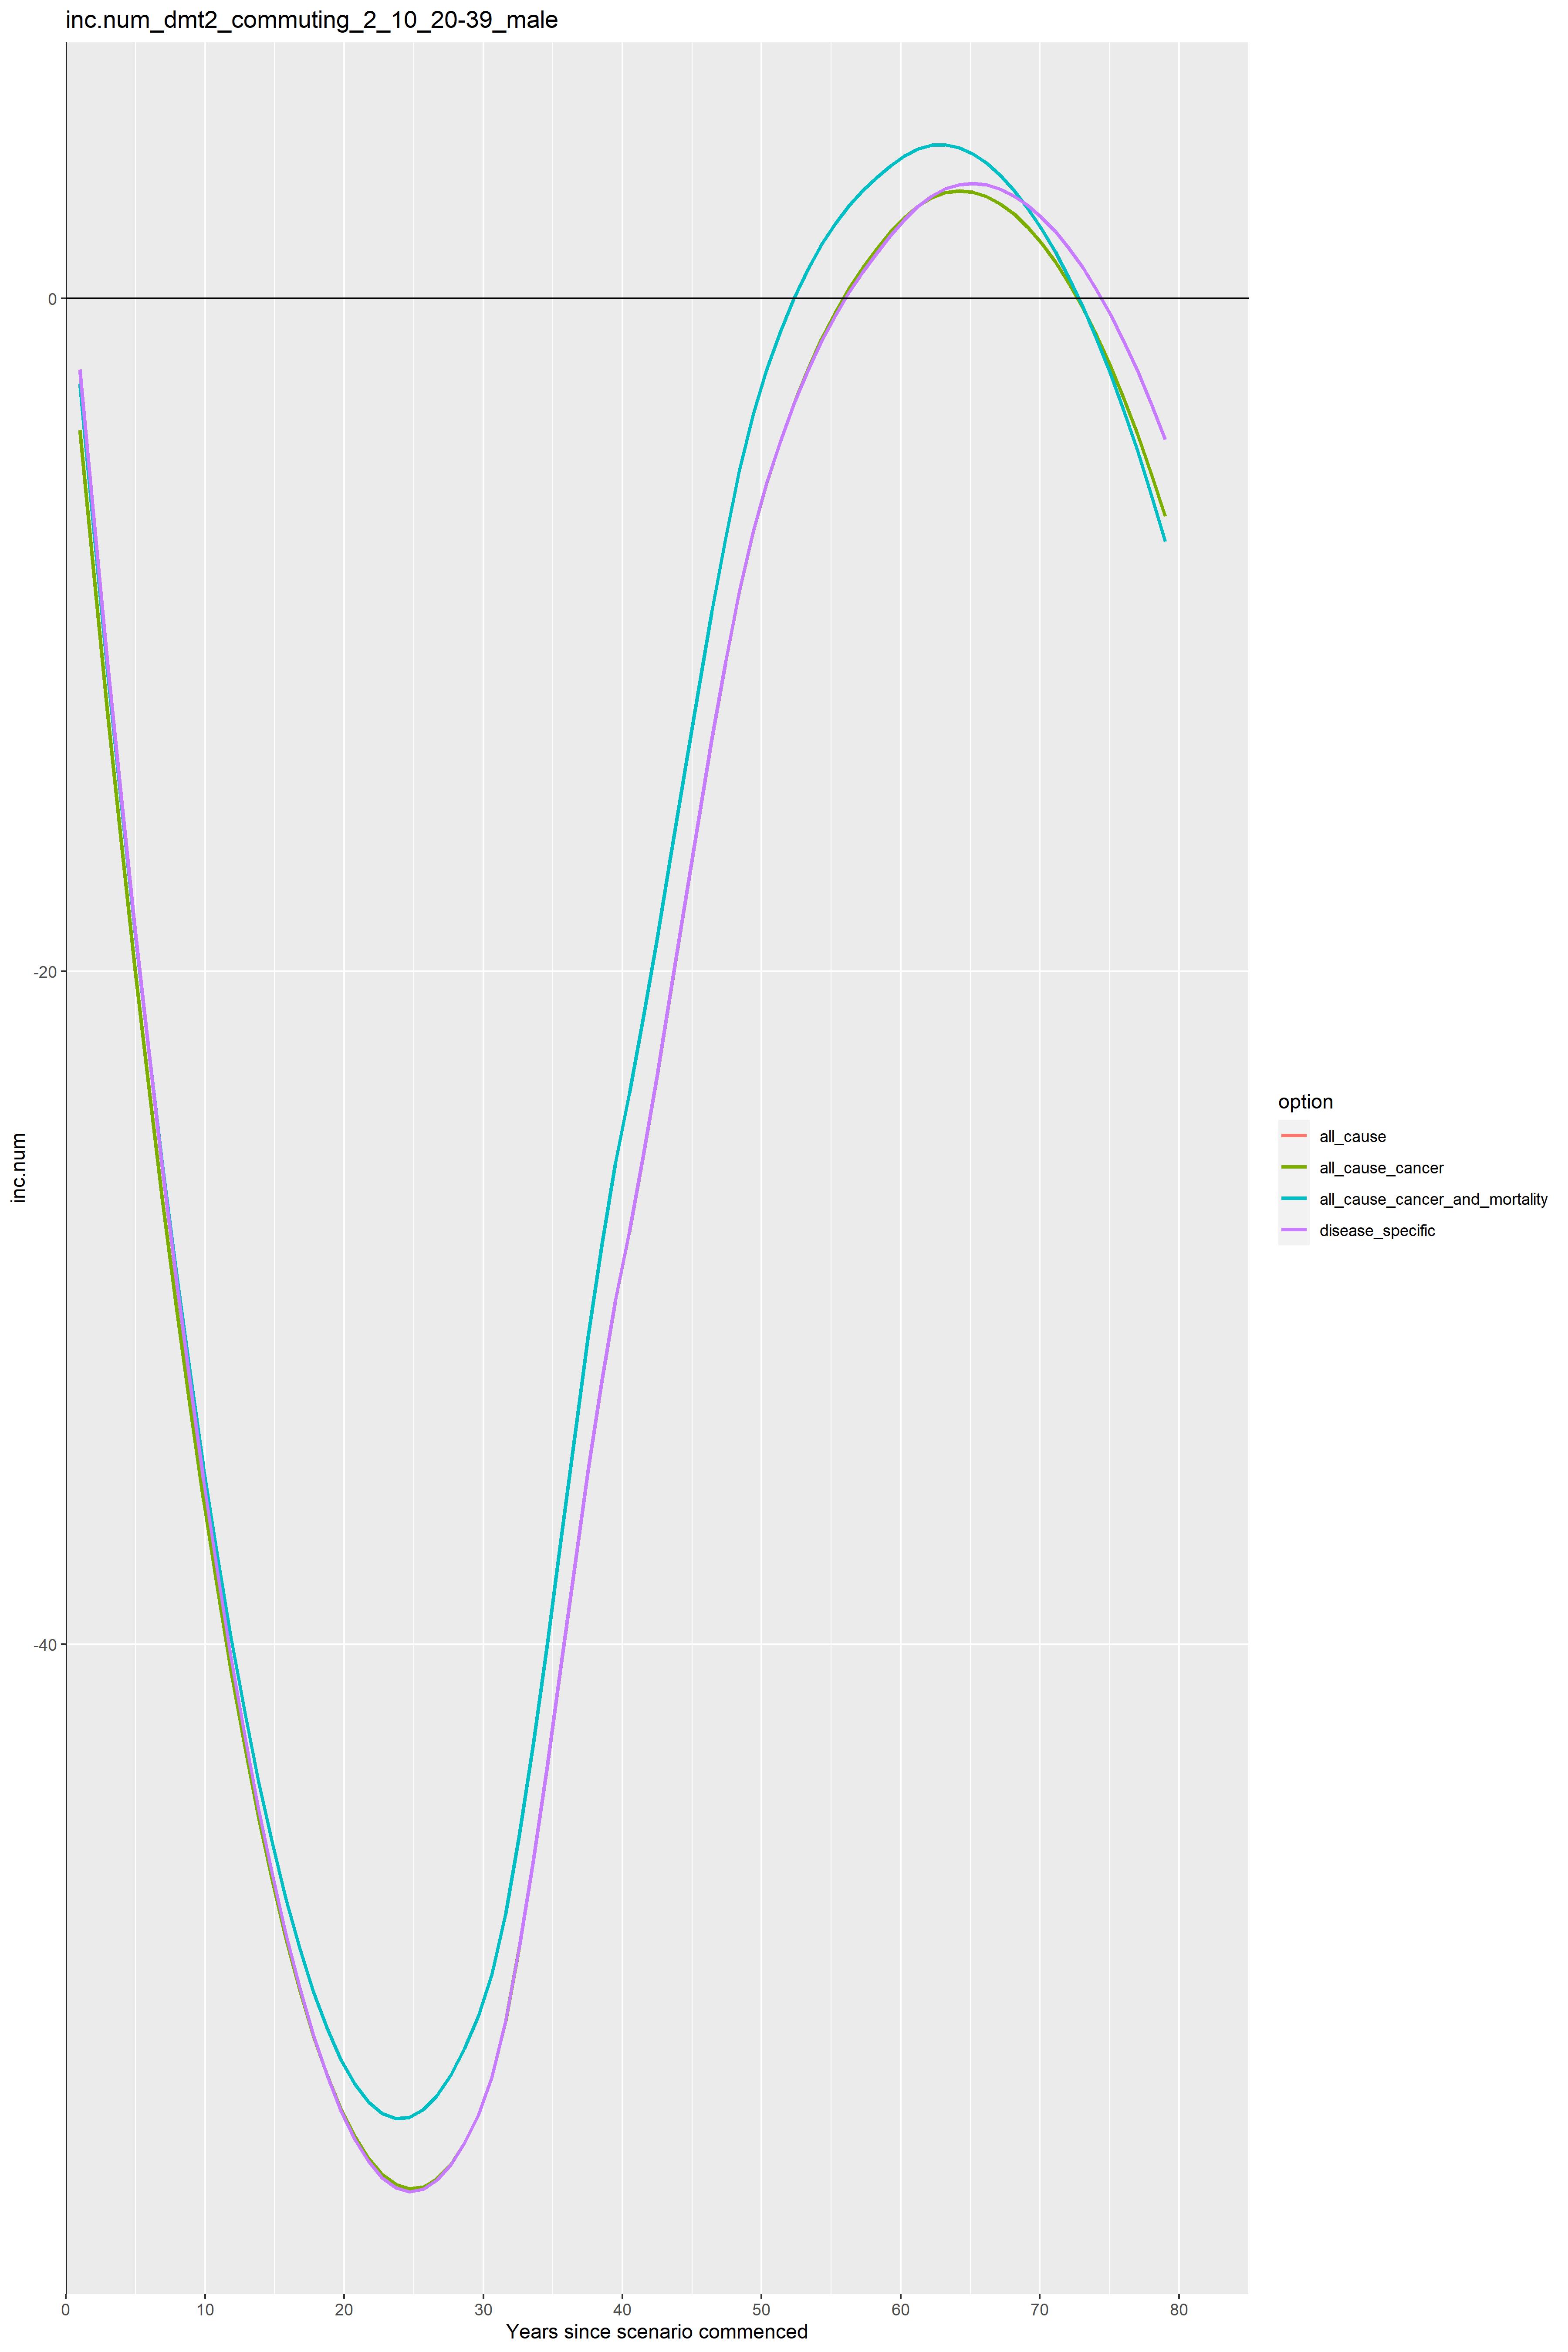 inc.num_dmt2_commuting_2_10_20-39_male
0
-20
-40
inc.num
0 10 20 30 40 50 60 70 80
Years since scenario commenced
option
all_cause
all_cause_cancer
all_cause_cancer_and_mortality
disease_specific